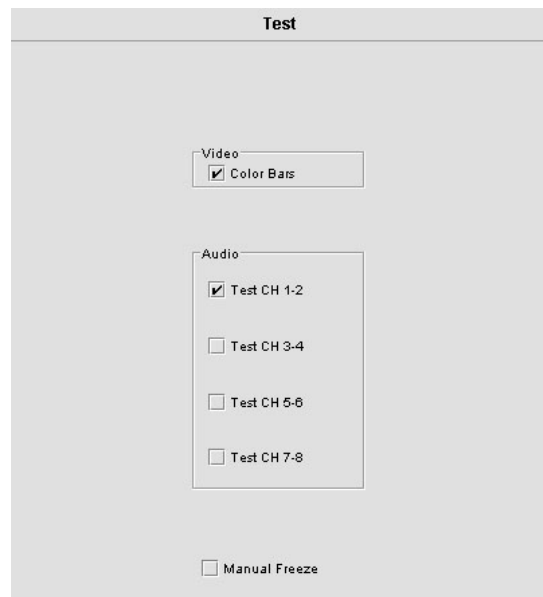 Test
Video
Color Bars
Audio
Test CH 1-2
Test CH 3-4
Test CH 5-6
Test CH 7-8
Manual Freeze